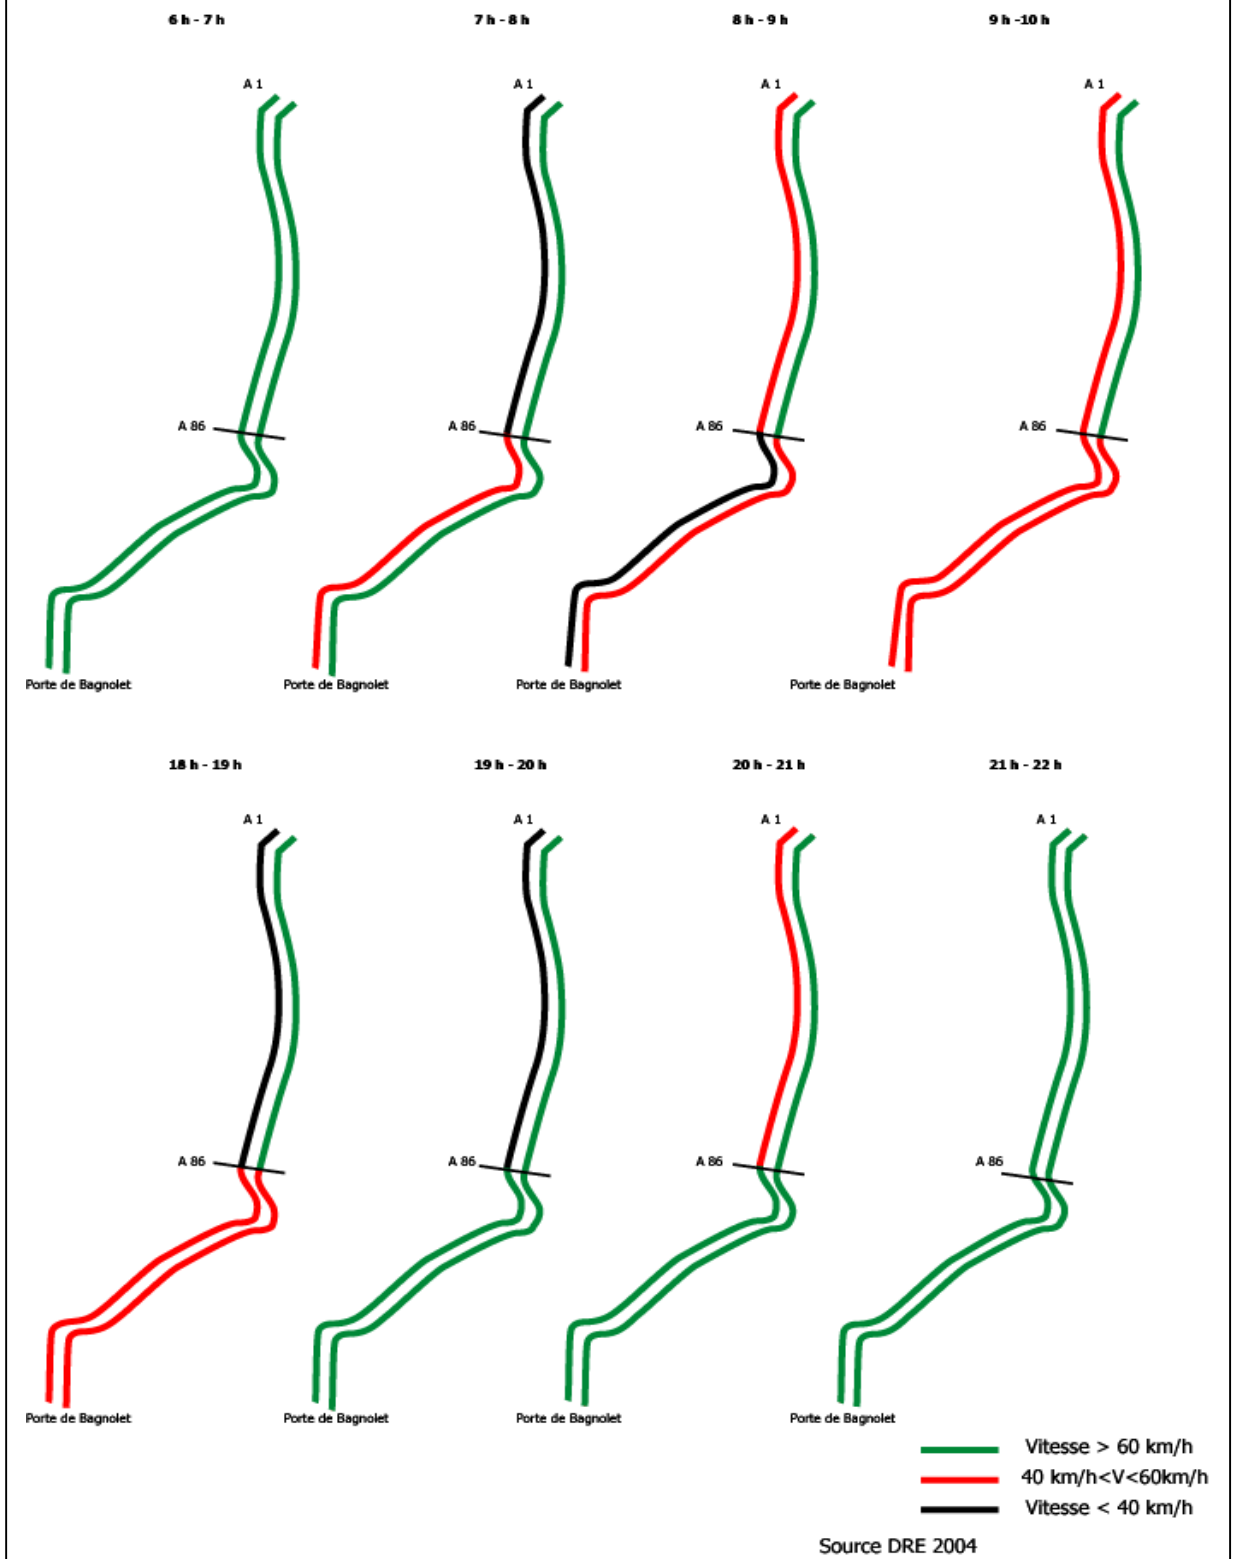 6 h - 7 h 7 h - 8 h 8 h - 9 h 9 h -10 h
A 1 A 1 A 1 A 1
A 86 A 86 A 86 A 86
Porte de Bagnolet Porte de Bagnolet Porte de Bagnolet Porte de Bagnolet
18 h - 19 h 19 h - 20 h 20 h - 21 h 21 h - 22 h
A 1 A 1 A 1 A 1
A 86 A 86 A 86 A 86
Porte de Bagnolet Porte de Bagnolet Porte de Bagnolet Porte de Bagnolet
Vitesse > 60 km/h
40 km/h<V<60km/h
Vitesse < 40 km/h
Source DRE 2004